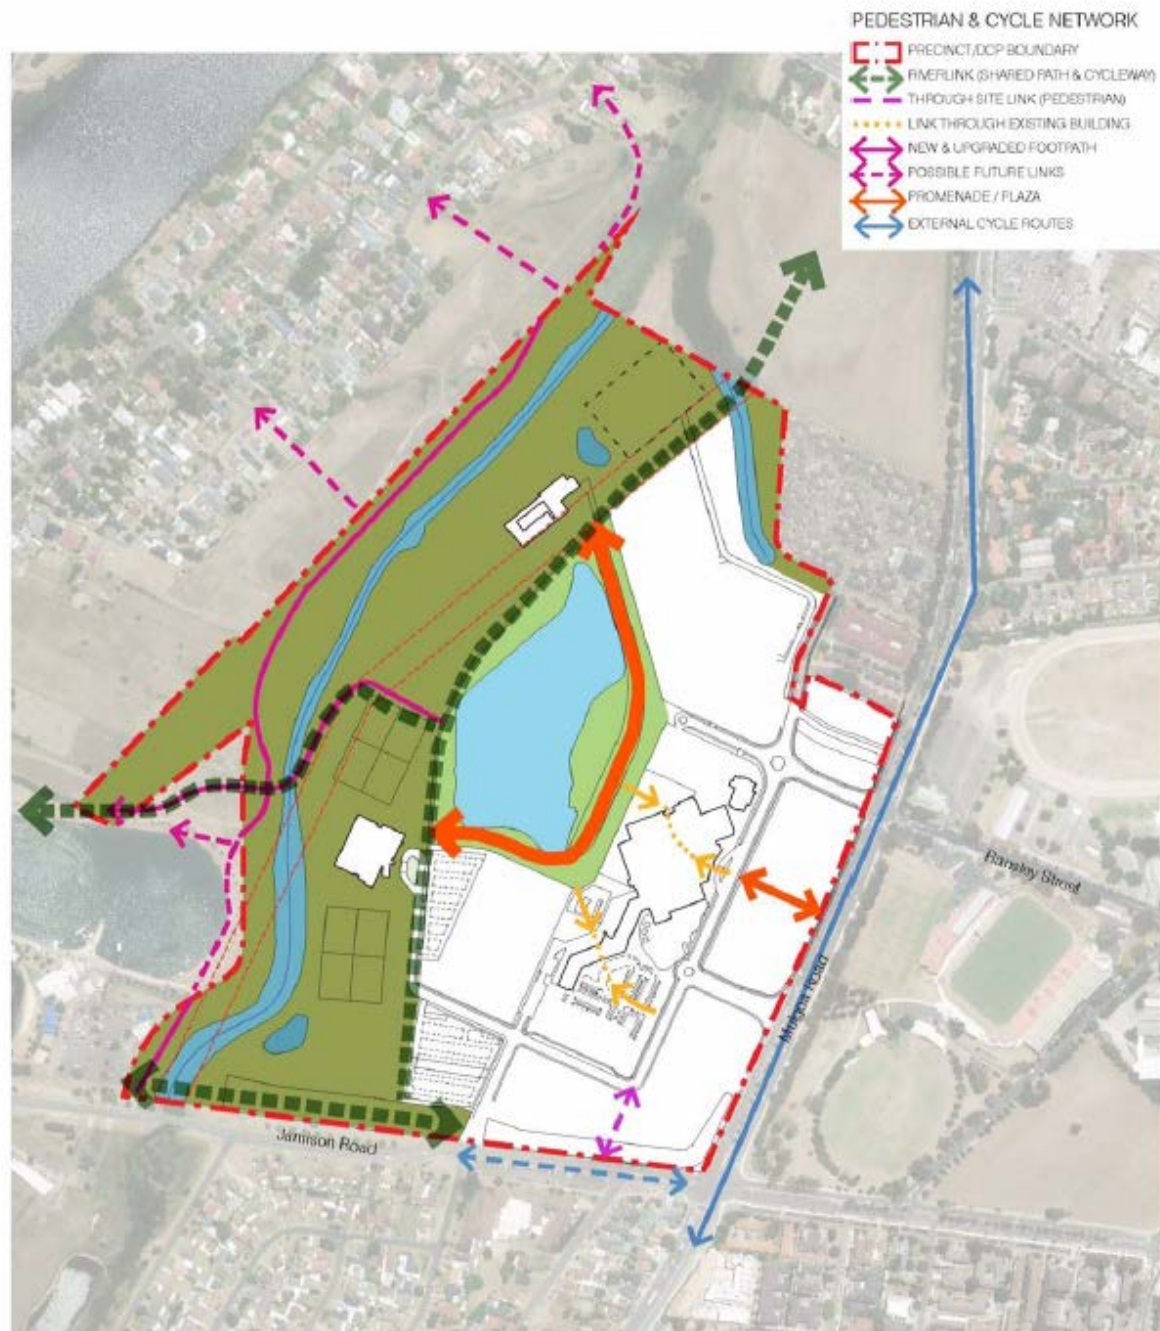 PEDESTRIAN & CYCLE NETWORK
PRECINCT/DCP BOUNDARY
RIVERLINK (SHARED PATH & CYCLEWAY)
THROUGH SITE LINK (PEDESTRIAN)
LINK THROUGH EXISTING BUILDING
NEW & UPGRADED FOOTPATH
POSSIBLE FUTURE LINKS
PROMENADE / PLAZA
EXTERNAL CYCLE ROUTES
Ransley Street
Mulgoa Road
Jamison Road